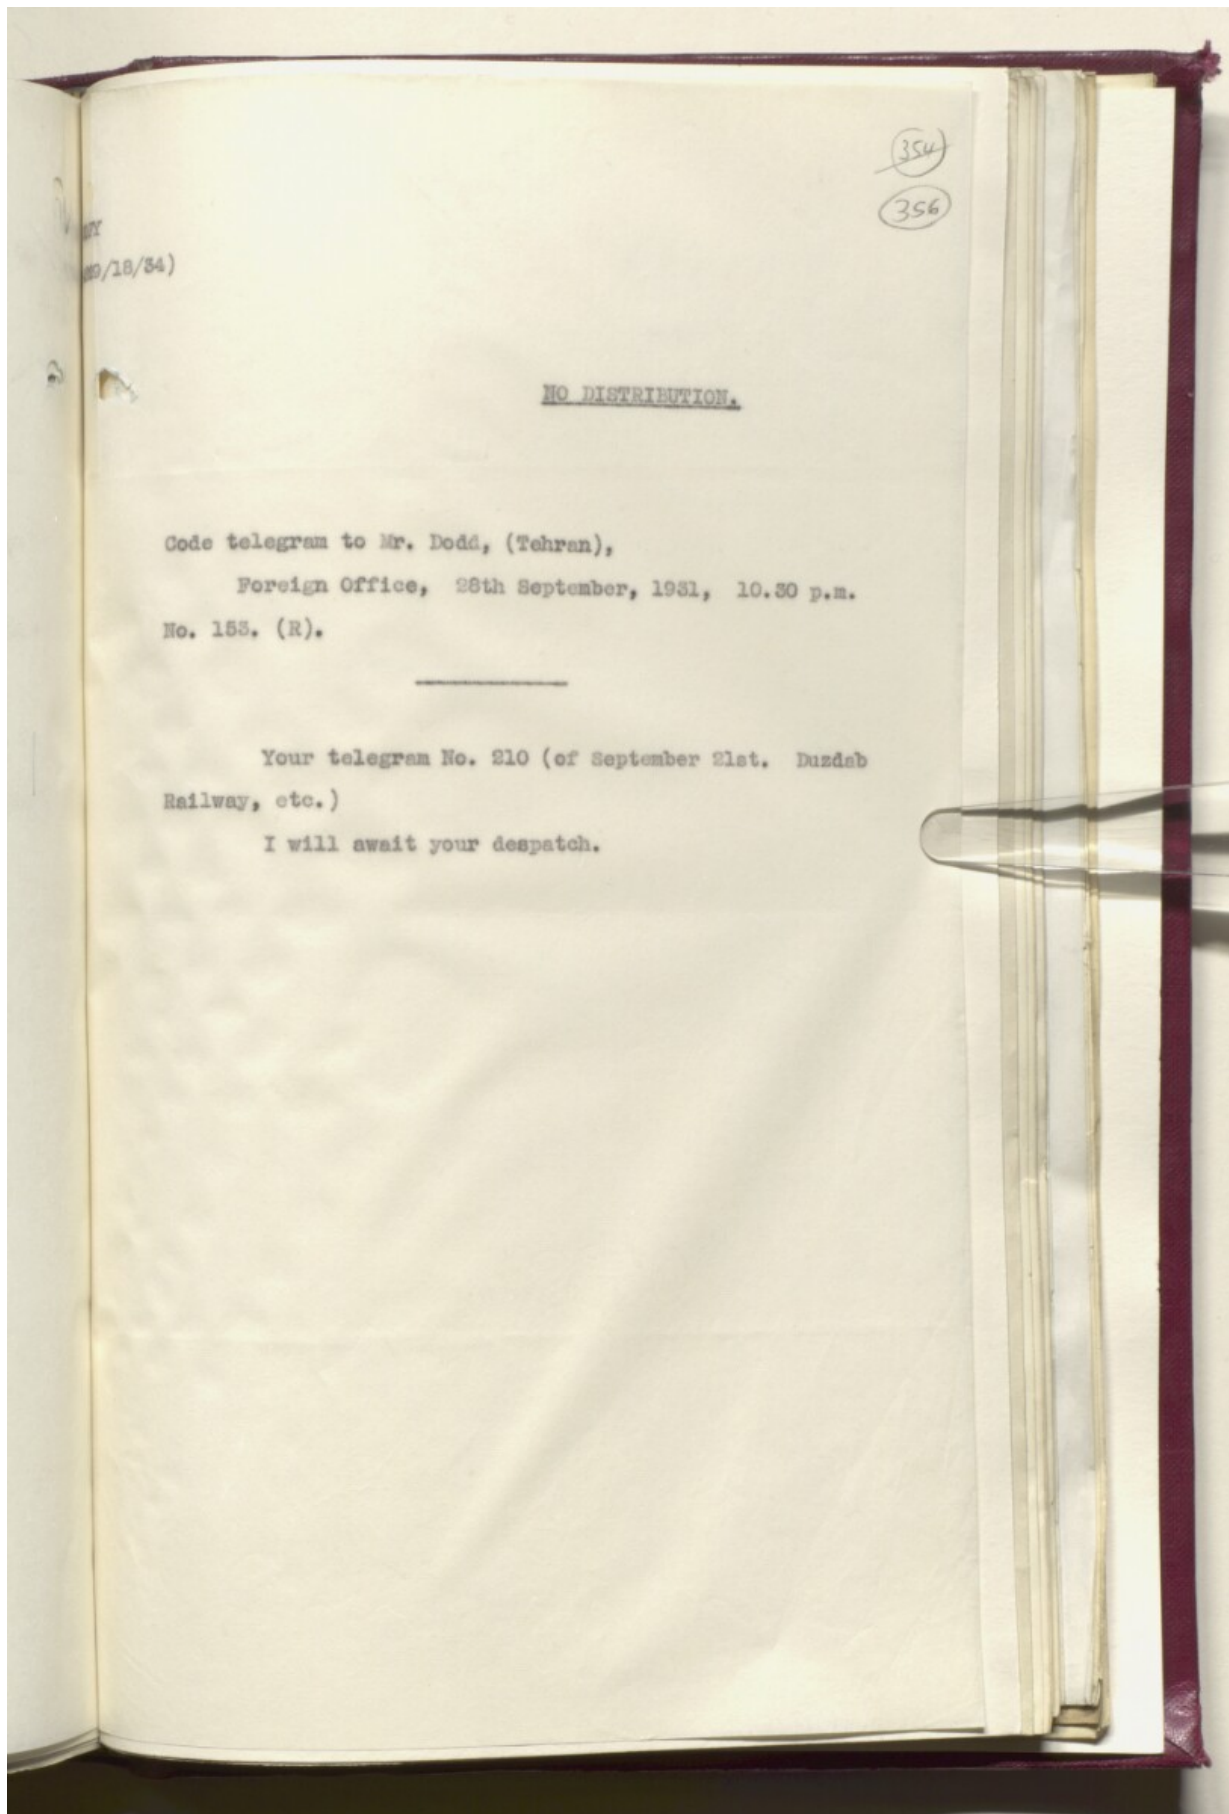 354
356
/18/34)
NO DISTRIBUTION.
Code telegram to Mr. Dodd, (Tehran),
Foreign Office, 28th September, 1931, 10.30 p.m.
No. 153. (R).
Your telegram No. 210 (of September 21st. Duzdab
Railway, etc.)
I will await your despatch.